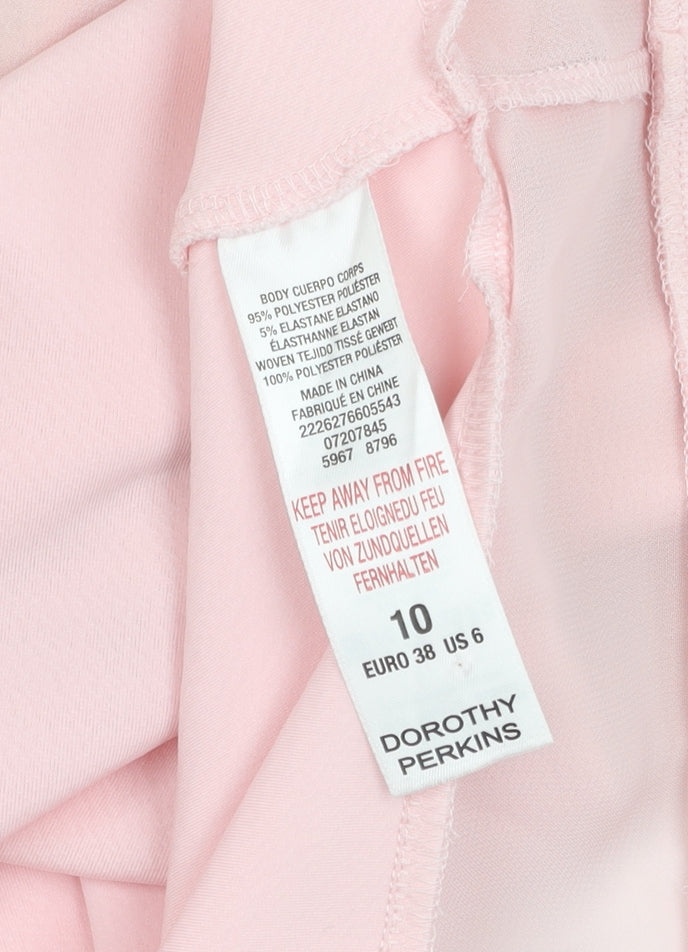 BODY CUERPO CORPS
95% POLYESTER POLIÉSTER
5% ELASTANE ELASTANO
ÉLASTHANNE ELASTAN
WOVEN TEJIDO TISSÉ GEWEBT
100% POLYESTER POLIÉSTER
MADE IN CHINA
FABRIQUÉ EN CHINE
2226276605543
07207845
5967 8796
KEEP AWAY FROM FIRE
TENIR ELOIGNEDU FEU
VON ZUNDQUELLEN
FERNHALTEN
10
EURO 38 US 6
DOROTHY
PERKINS